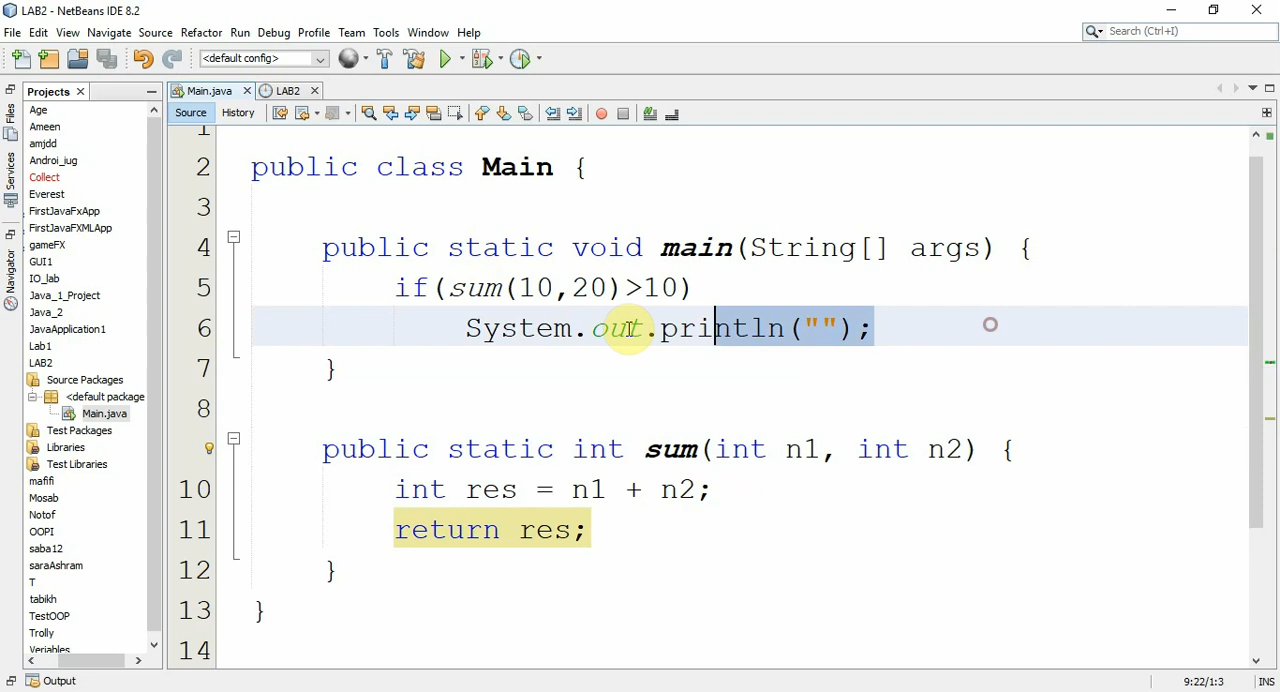 LAB2 - NetBeans IDE 8.2
File Edit View Navigate Source Refactor Run Debug Profile Team Tools Window Help
Search (Ctrl+I)
<default config>
Projects
Main.java
LAB2
Source
History
Files
Services
Navigator
Age
Ameen
amjdd
Androi_iug
Collect
Everest
FirstJavaFxApp
FirstJavaFXMLApp
gameFX
GUI1
IO_lab
Java_1_Project
Java_2
JavaApplication1
Lab1
LAB2
Source Packages
<default package
Main.java
Test Packages
Libraries
Test Libraries
mafifi
Mosab
Notof
OOPI
saba12
saraAshram
T
tabikh
TestOOP
Trolly
Variables
1
2 public class Main {
3
4 public static void main(String[] args) {
5 if(sum(10,20)>10)
6 System.out.println("");
7 }
8
public static int sum(int n1, int n2) {
10 int res = n1 + n2;
11 return res;
12 }
13 }
14
Output
9:22/1:3
INS